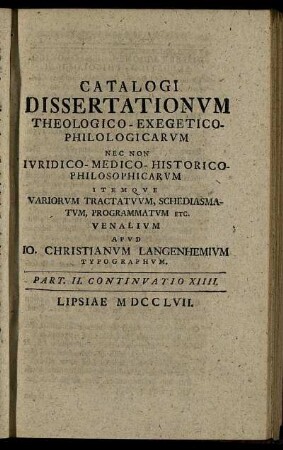 CATALOGI
DISSERTATIONVM
THEOLOGICO-EXEGETICO-
PHILOLOGICARVM
NEC NON
IVRIDICO-MEDICO-HISTORICO-
PHILOSOPHICARVM
ITEMQVE
VARIORVM TRACTATVVM, SCHEDIASMA-
TVM, PROGRAMMATVM ETC.
VENALIVM
APVD
IO. CHRISTIANVM LANGENHEMIVM
TYPOGRAPHVM.
PART. II. CONTINVATIO XIIII.
LIPSIAE MDCCLVII.